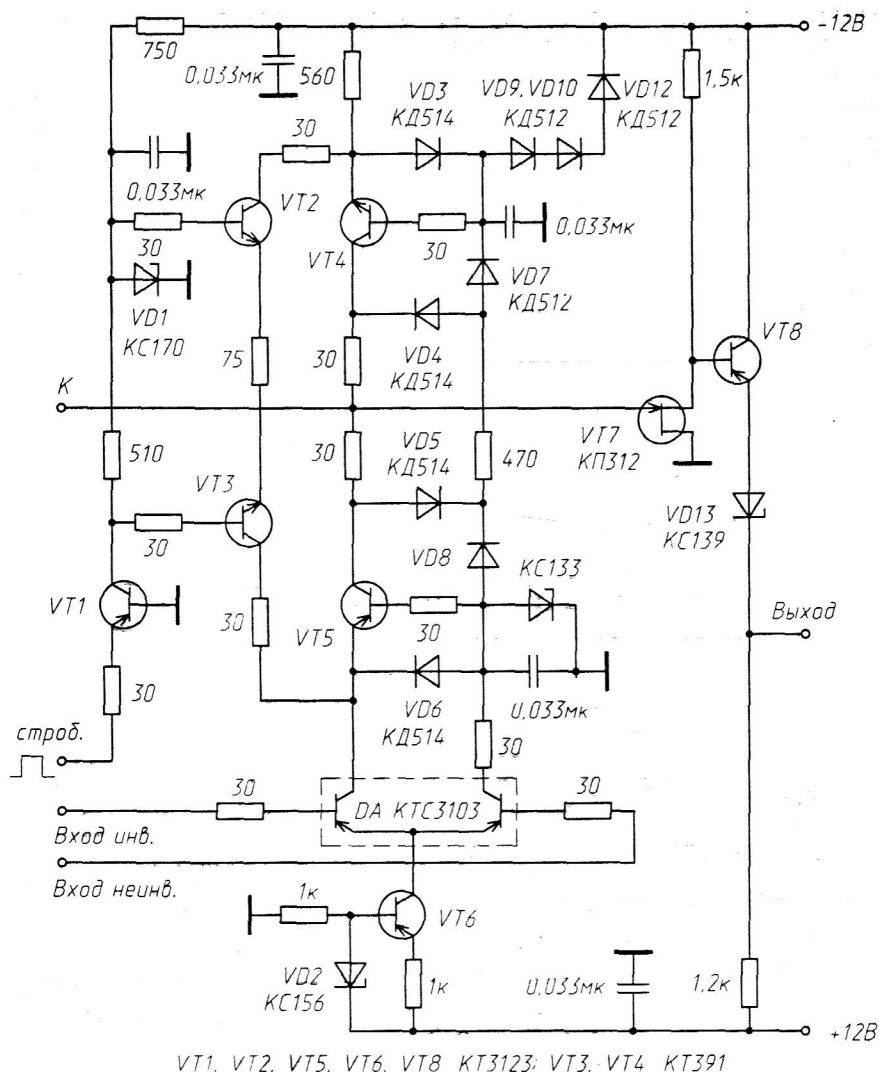 -12В
750
0,033мк
560
VD3
КД514
VD9, VD10
КД512
VD12
КД512
1,5к
30
0,033мк
VT2
30
VT4
30
0,033мк
VD1
КС170
VD7
КД512
75
30
VD4
КД514
VT8
К
510
30
VD5
КД514
470
VT7
КП312
VT3
30
VD8
КС133
VD13
КС139
VT1
30
VT5
30
Выход
30
VD6
КД514
0,033мк
30
строб.
30
DA КТС3103
30
Вход инв.
Вход неинв.
1к
VT6
VD2
КС156
1к
0,033мк
1,2к
+12В
VT1, VT2, VT5, VT6, VT8 КТ3123; VT3, VT4 КТ391